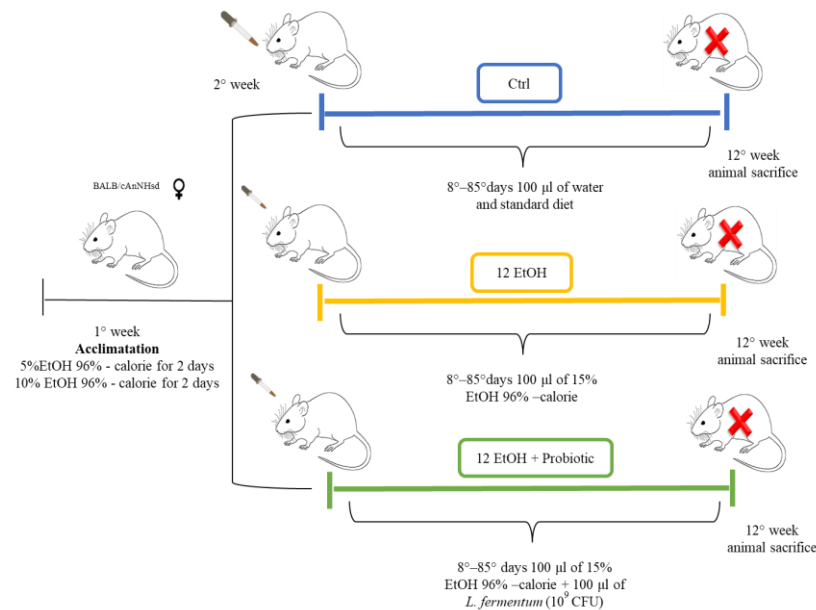 2° week
Ctrl
12° week
animal sacrifice
8°–85°days 100 µl of water
and standard diet
BALB/cAnNHsd ♀
1° week
Acclimatation
5%EtOH 96% - calorie for 2 days
10% EtOH 96% - calorie for 2 days
12 EtOH
12° week
animal sacrifice
8°–85°days 100 µl of 15%
EtOH 96% –calorie
12 EtOH + Probiotic
12° week
animal sacrifice
8°–85° days 100 µl of 15%
EtOH 96% –calorie + 100 µl of
L. fermentum (10⁹ CFU)